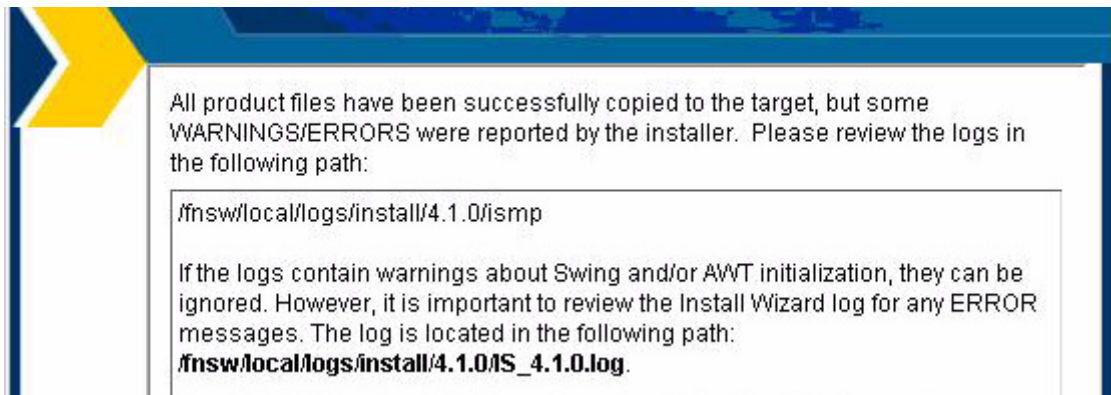 All product files have been successfully copied to the target, but some
WARNINGS/ERRORS were reported by the installer.  Please review the logs in
the following path:
/fnsw/local/logs/install/4.1.0/ismp
If the logs contain warnings about Swing and/or AWT initialization, they can be
ignored. However, it is important to review the Install Wizard log for any ERROR
messages. The log is located in the following path:
/fnsw/local/logs/install/4.1.0/IS_4.1.0.log.